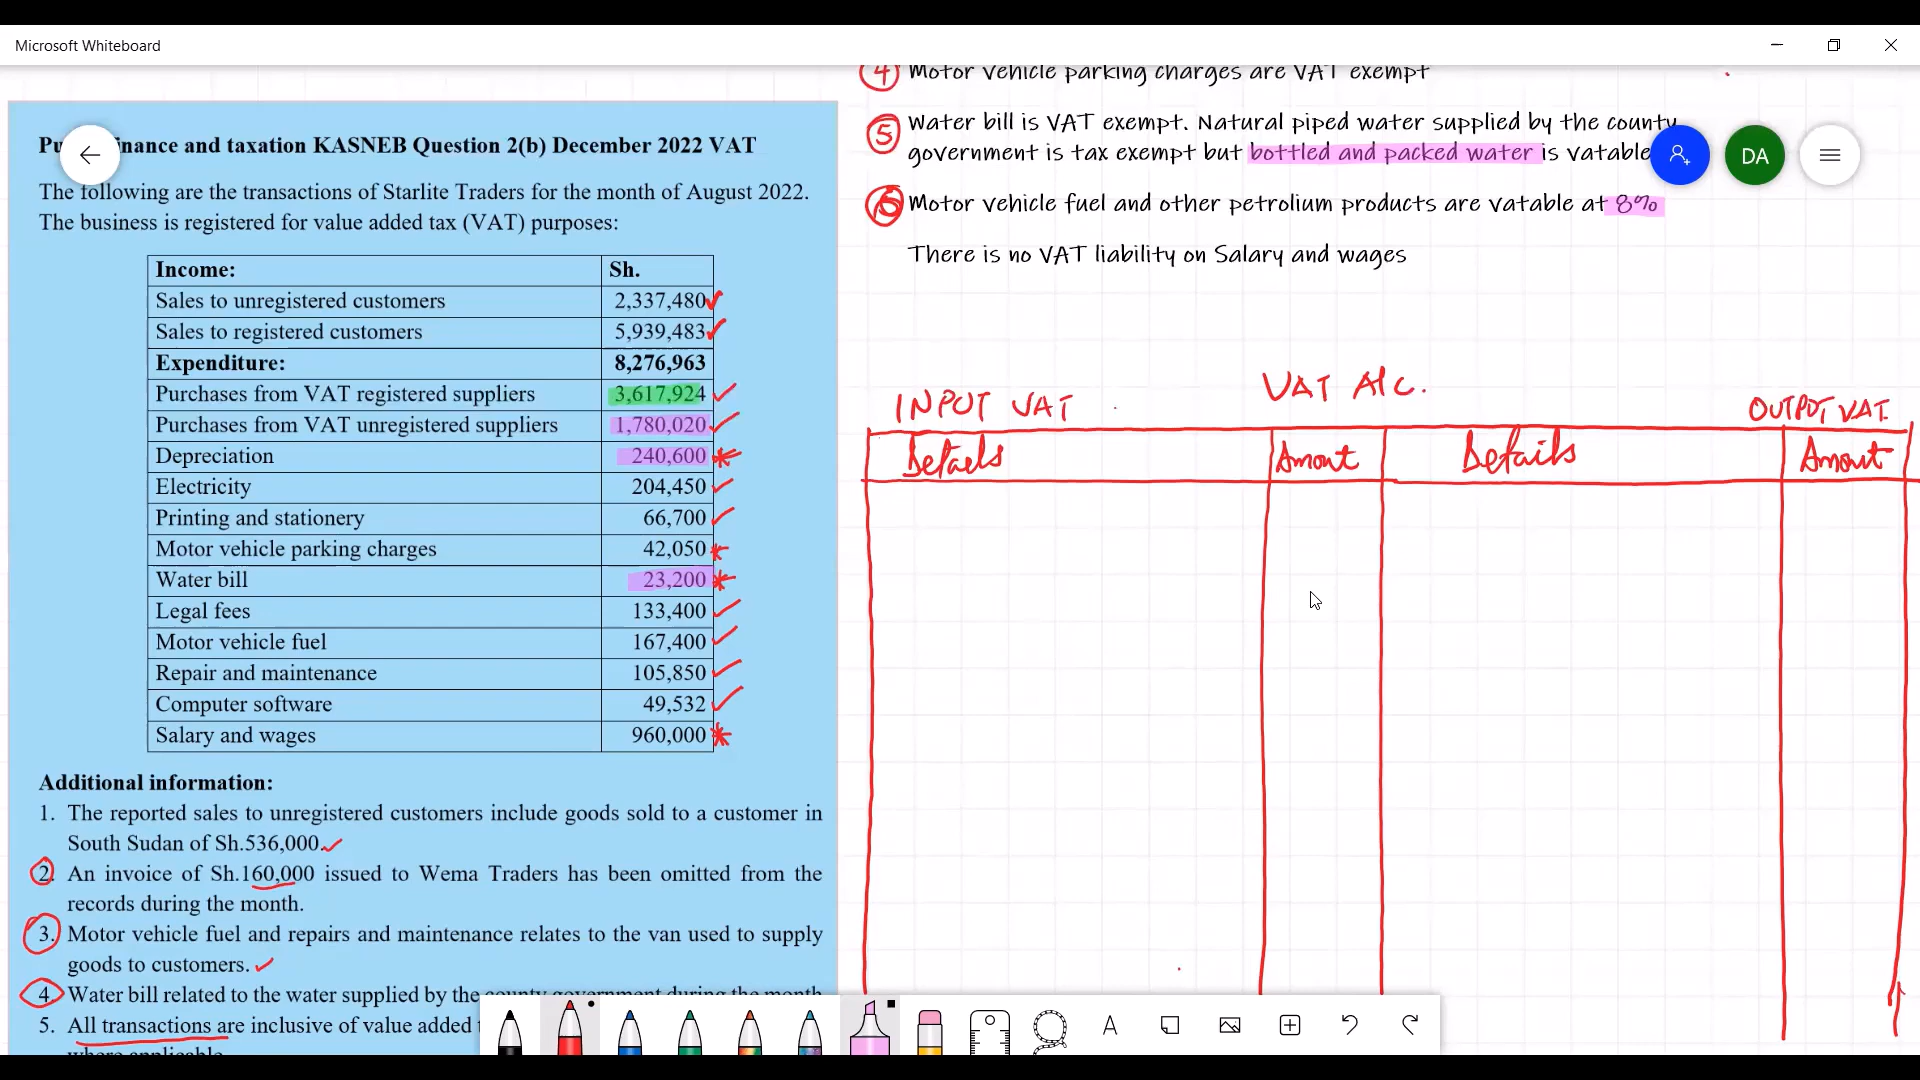 Microsoft Whiteboard
Motor vehicle parking charges are VAT exempt
5 Water bill is VAT exempt. Natural piped water supplied by the county
government is tax exempt but bottled and packed water is vatable
6 Motor vehicle fuel and other petrolium products are vatable at 8%
There is no VAT liability on Salary and wages
DA
inance and taxation KASNEB Question 2(b) December 2022 VAT
The following are the transactions of Starlite Traders for the month of August 2022.
The business is registered for value added tax (VAT) purposes:
Income: Sh.
Sales to unregistered customers 2,337,480
Sales to registered customers 5,939,483
Expenditure: 8,276,963
Purchases from VAT registered suppliers 3,617,924
Purchases from VAT unregistered suppliers 1,780,020
Depreciation 240,600
Electricity 204,450
Printing and stationery 66,700
Motor vehicle parking charges 42,050
Water bill 23,200
Legal fees 133,400
Motor vehicle fuel 167,400
Repair and maintenance 105,850
Computer software 49,532
Salary and wages 960,000
Additional information:
1. The reported sales to unregistered customers include goods sold to a customer in
South Sudan of Sh.536,000.
2. An invoice of Sh.160,000 issued to Wema Traders has been omitted from the
records during the month.
3. Motor vehicle fuel and repairs and maintenance relates to the van used to supply
goods to customers.
4. Water bill related to the water supplied by the county government during the month
5. All transactions are inclusive of value added
where applicable
VAT A/C.
INPUT VAT OUTPUT VAT
Details Amount Details Amount
A